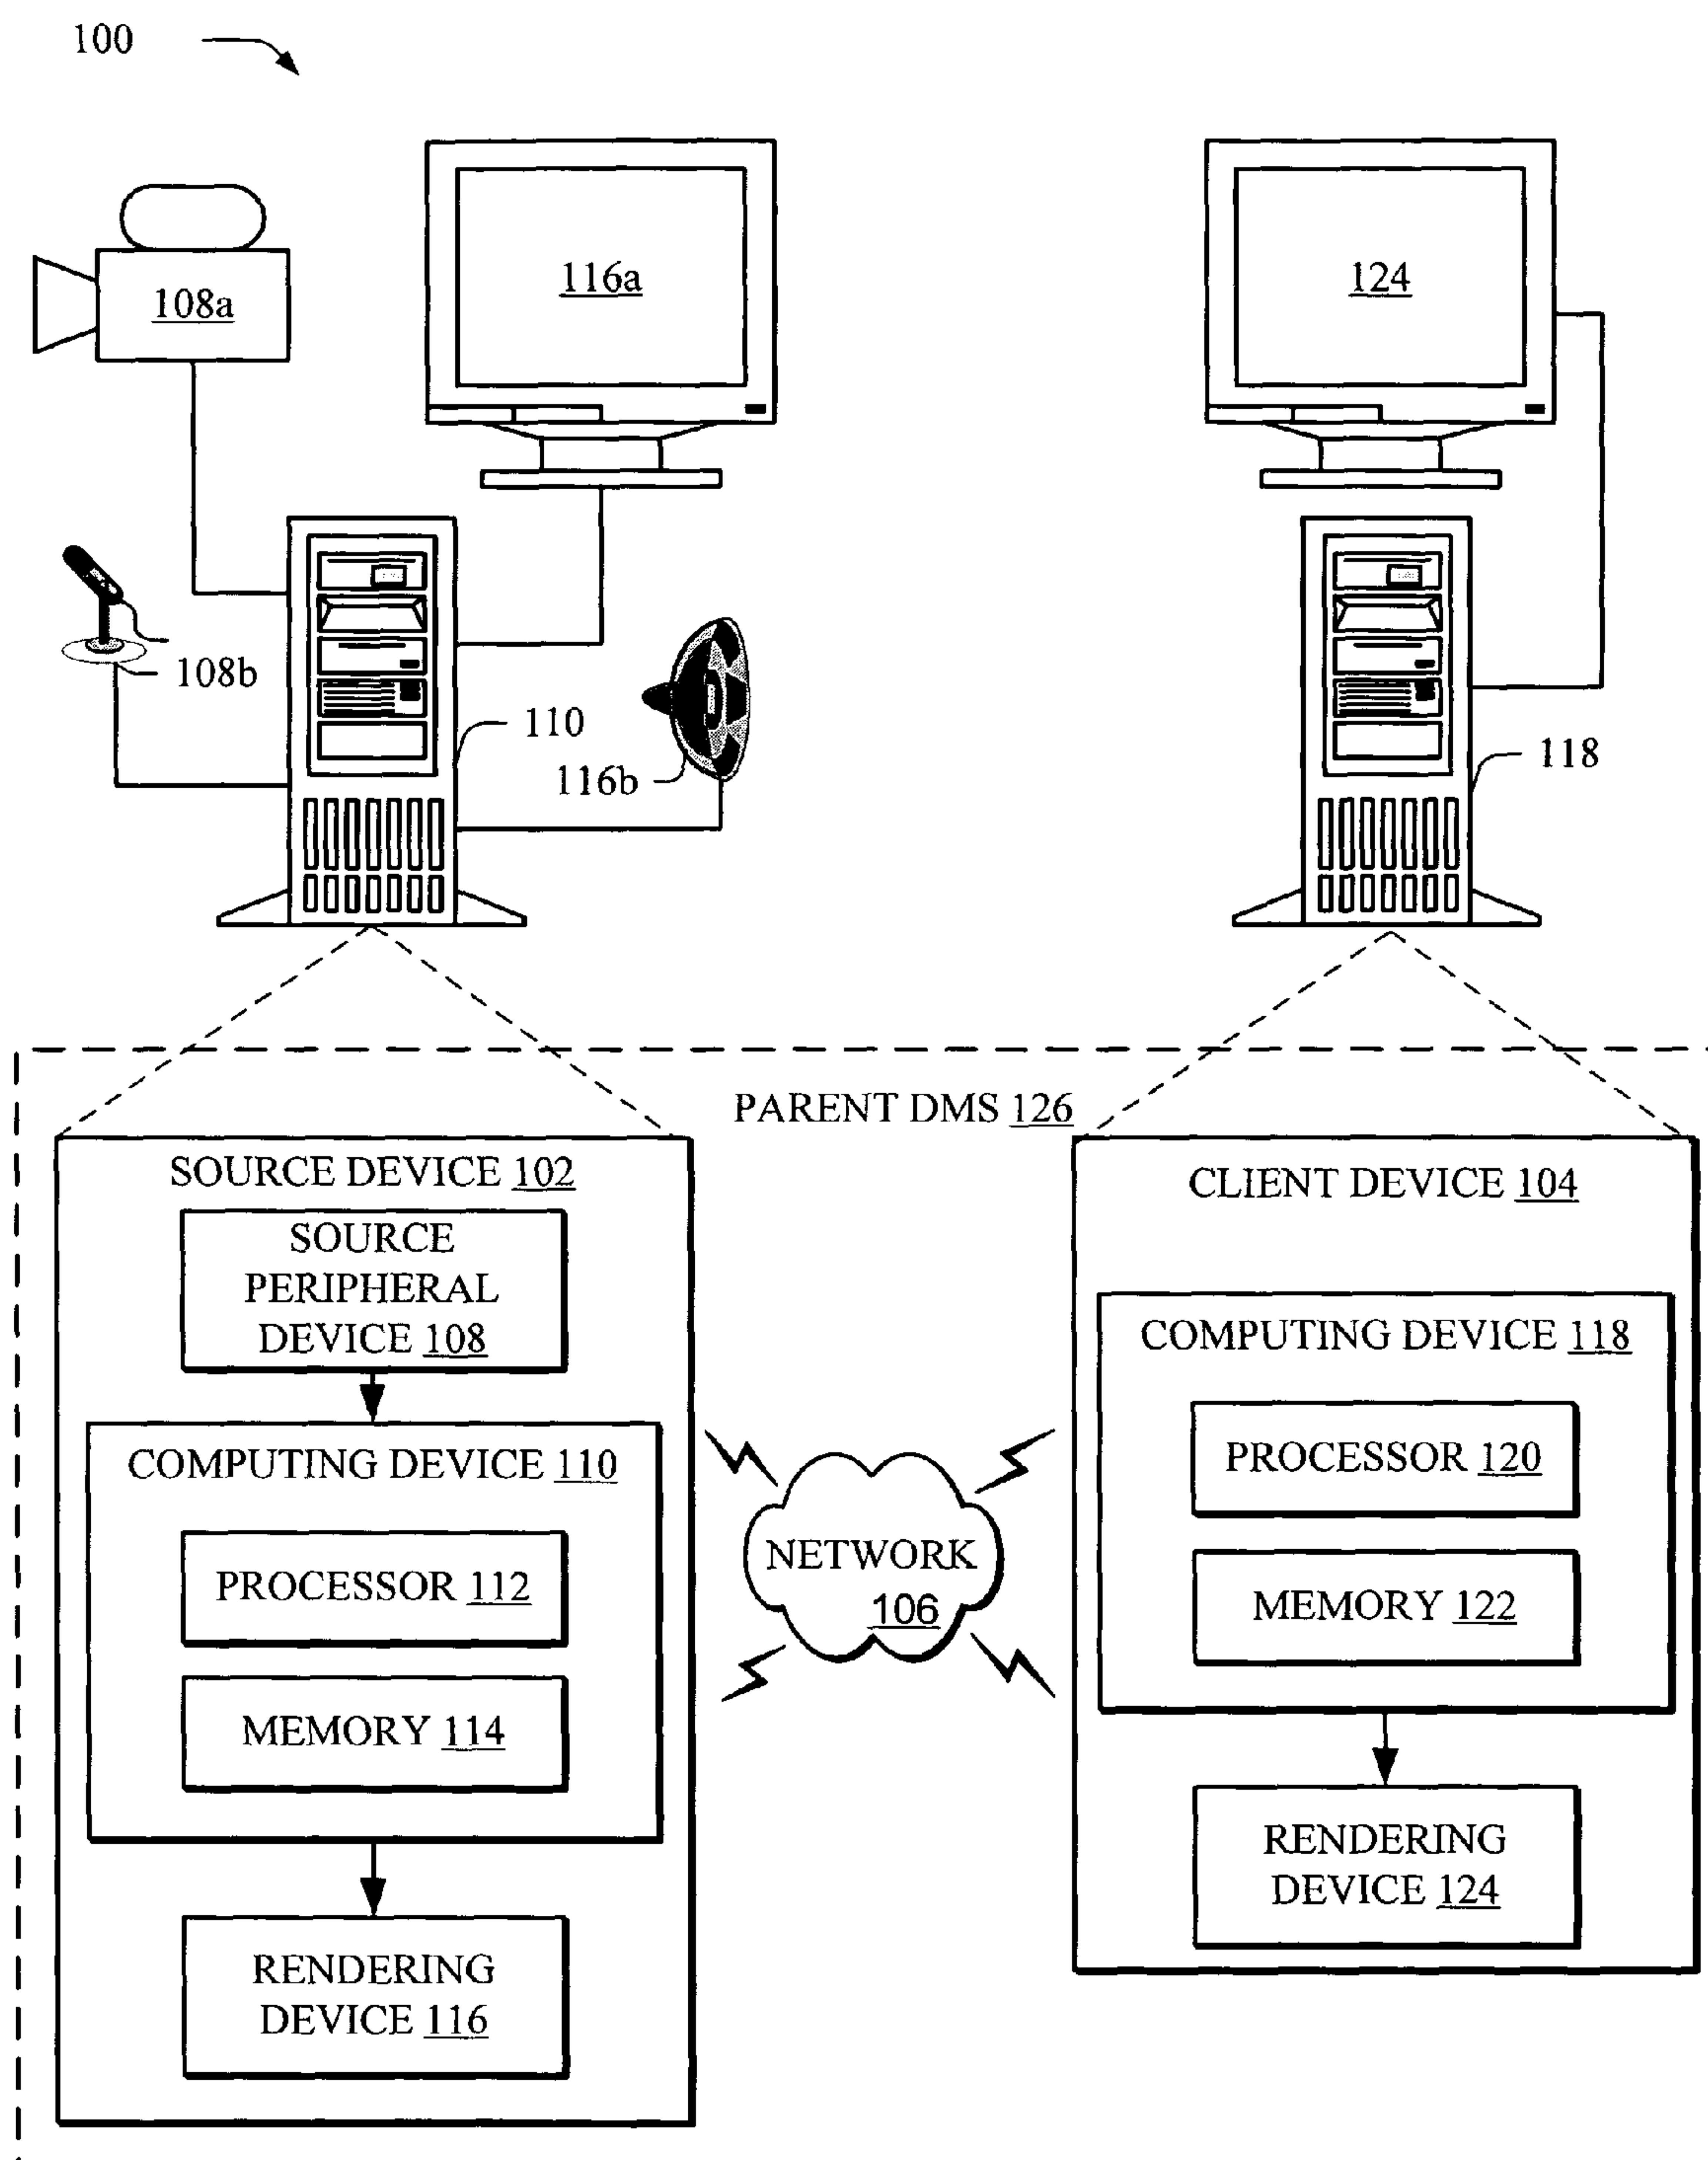 100
108a
116a
124
108b
110
116b
118
PARENT DMS 126
SOURCE DEVICE 102
SOURCE
PERIPHERAL
DEVICE 108
COMPUTING DEVICE 110
PROCESSOR 112
MEMORY 114
RENDERING
DEVICE 116
NETWORK
106
CLIENT DEVICE 104
COMPUTING DEVICE 118
PROCESSOR 120
MEMORY 122
RENDERING
DEVICE 124